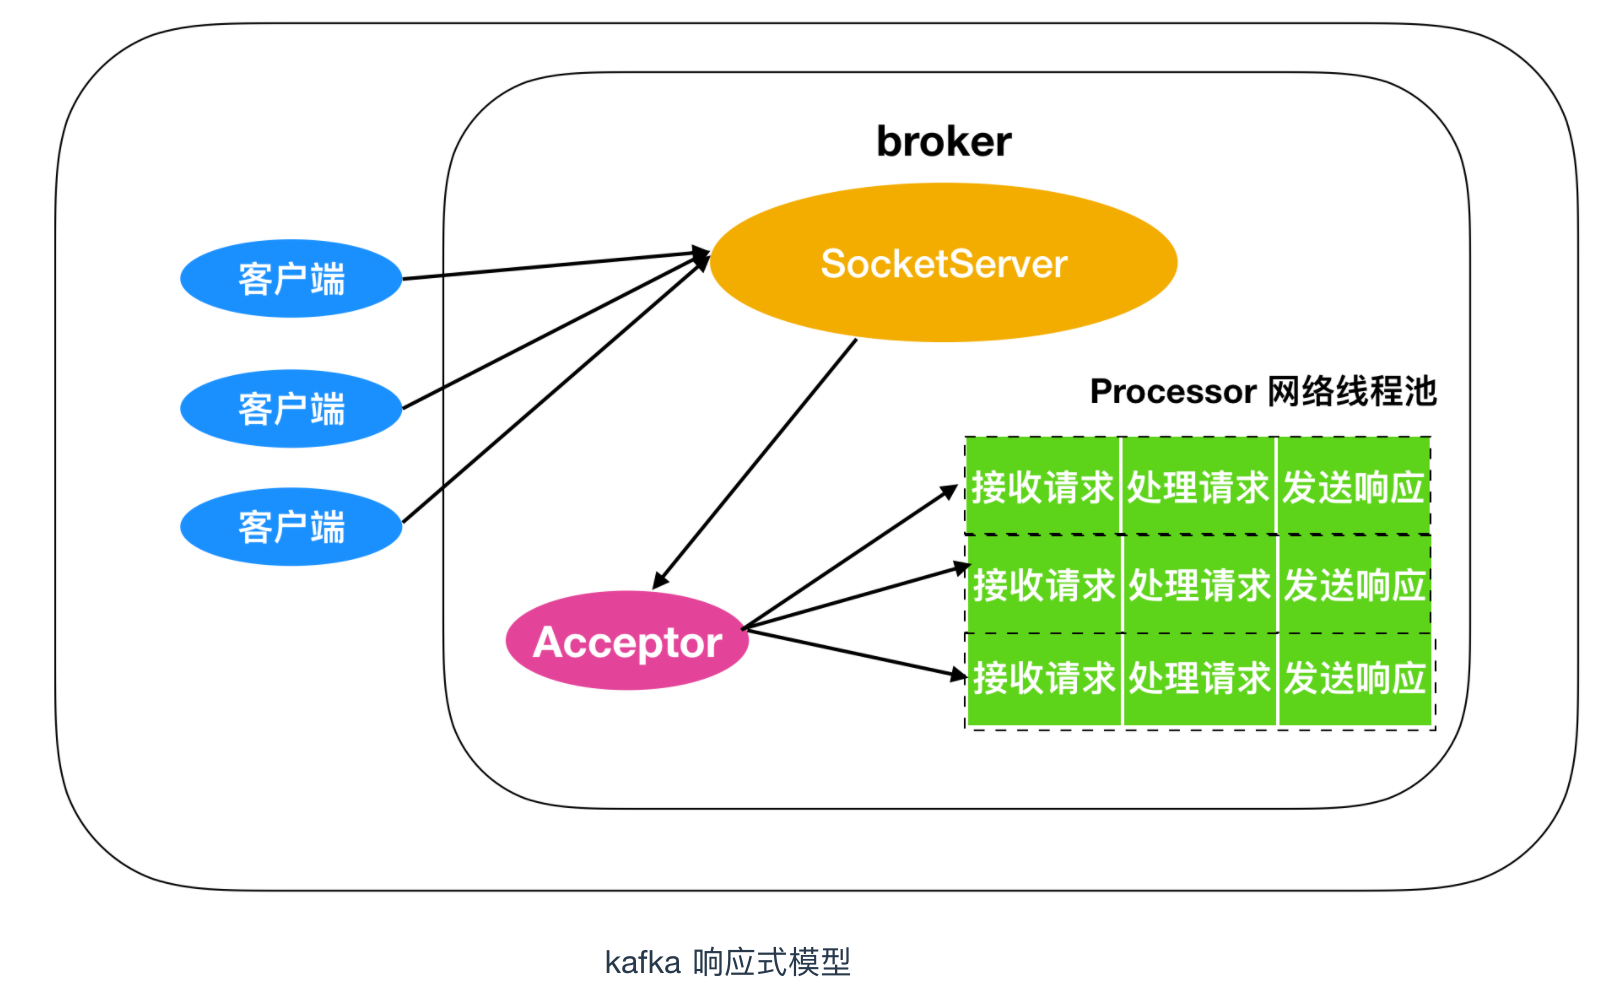 broker
SocketServer
客户端
客户端
客户端
Processor 网络线程池
接收请求 处理请求 发送响应
接收请求 处理请求 发送响应
接收请求 处理请求 发送响应
Acceptor
kafka 响应式模型